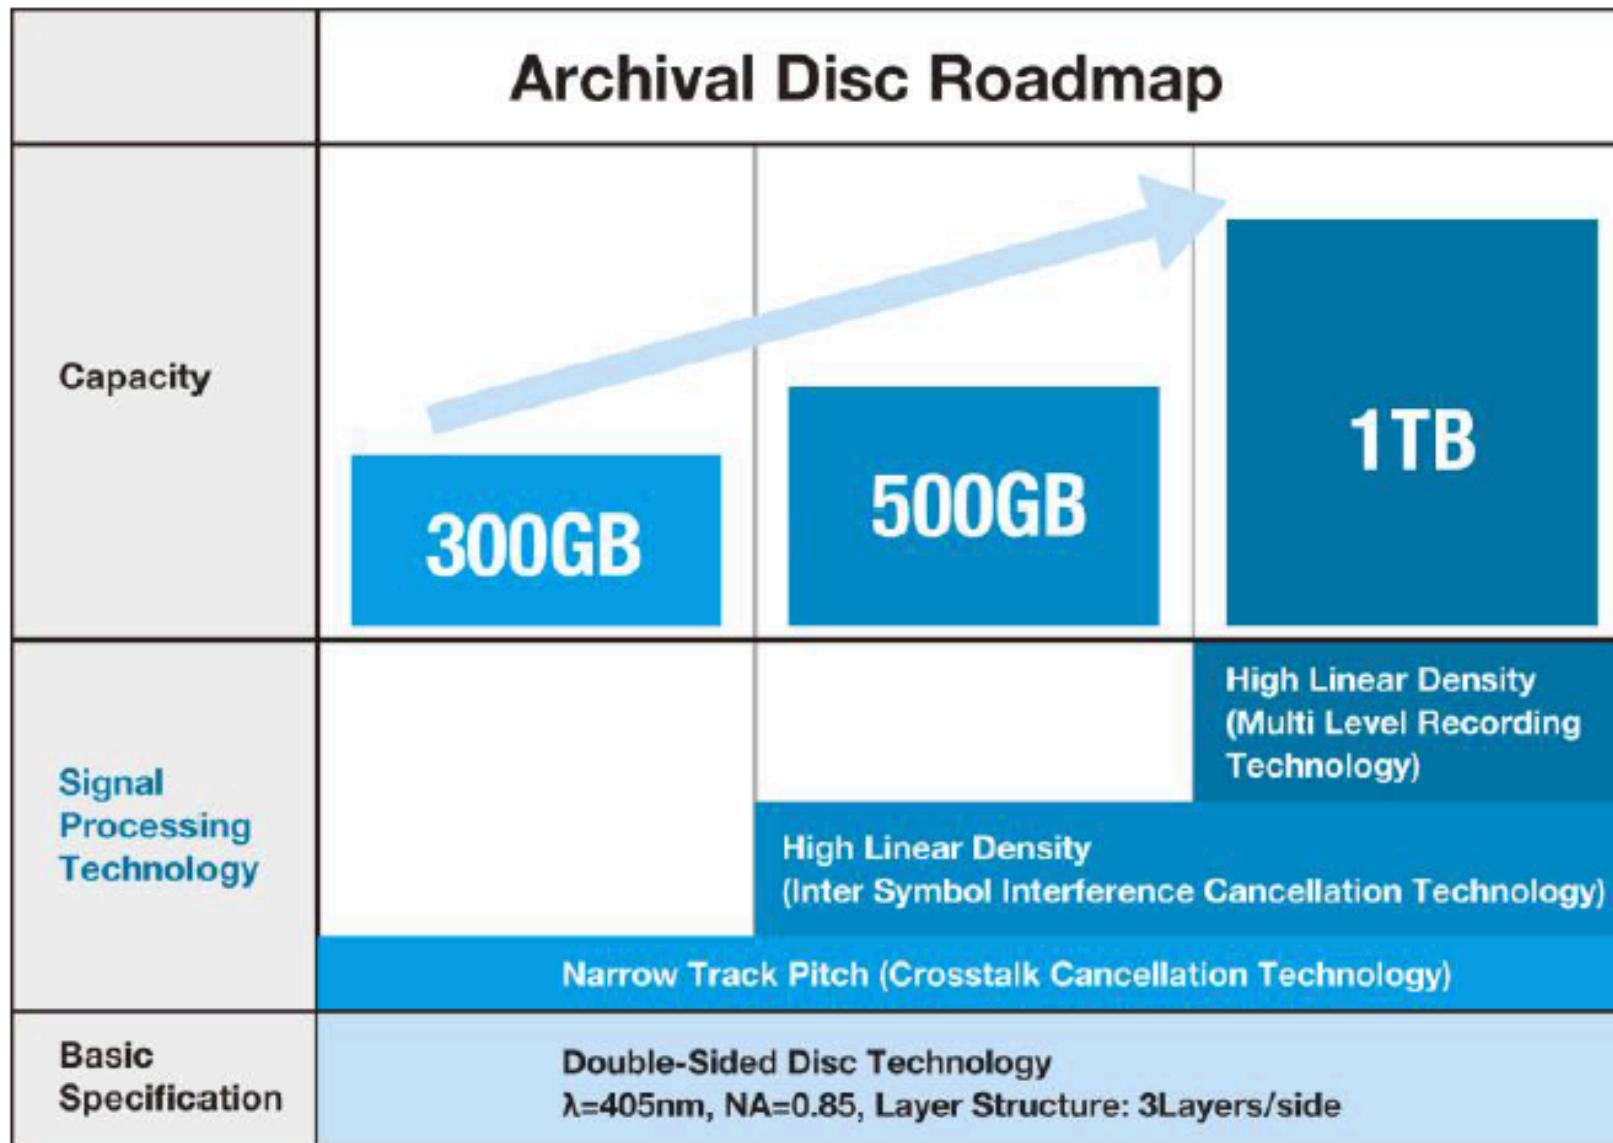 Archival Disc Roadmap
Capacity
300GB
500GB
1TB
Signal
Processing
Technology
High Linear Density
(Multi Level Recording
Technology)
High Linear Density
(Inter Symbol Interference Cancellation Technology)
Narrow Track Pitch (Crosstalk Cancellation Technology)
Basic
Specification
Double-Sided Disc Technology
λ=405nm, NA=0.85, Layer Structure: 3Layers/side